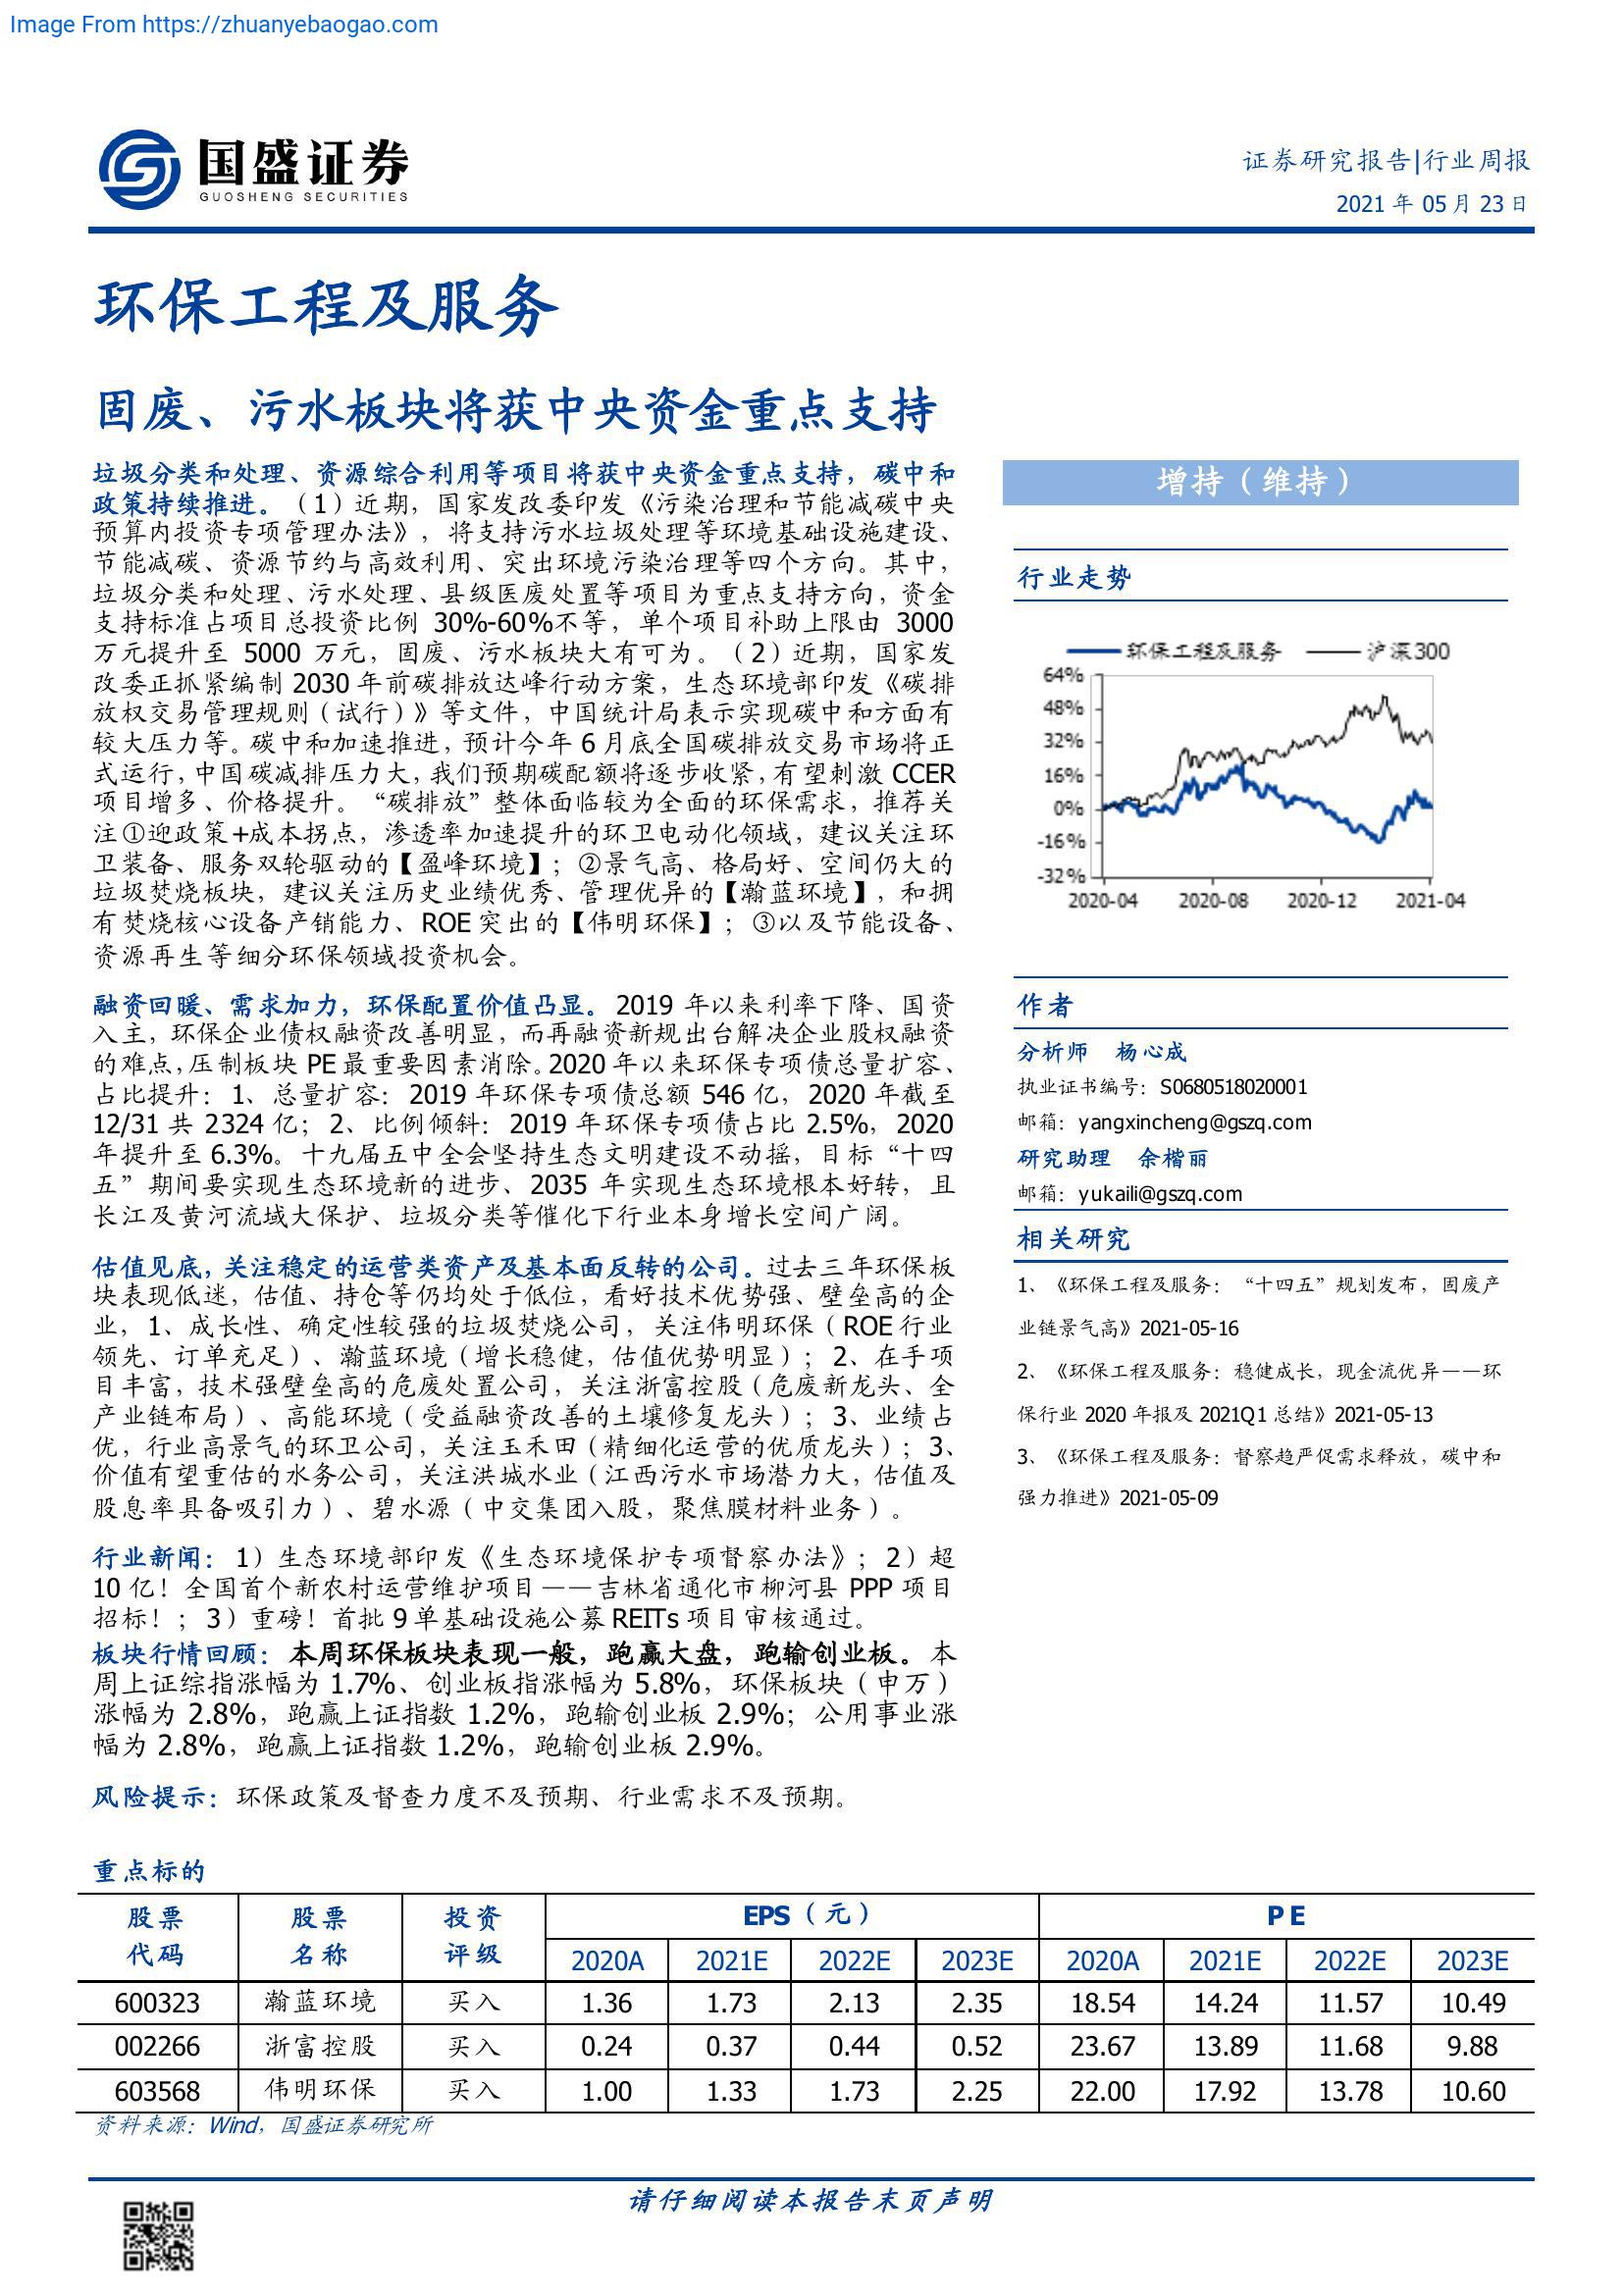 Image From https://zhuanyebaogao.com
国盛证券
GUOSHENG SECURITIES
证券研究报告|行业周报
2021 年 05 月 23 日
环保工程及服务
固废、污水板块将获中央资金重点支持
垃圾分类和处理、资源综合利用等项目将获中央资金重点支持，碳中和
政策持续推进。（1）近期，国家发改委印发《污染治理和节能减碳中央
预算内投资专项管理办法》，将支持污水垃圾处理等环境基础设施建设、
节能减碳、资源节约与高效利用、突出环境污染治理等四个方向。其中，
垃圾分类和处理、污水处理、县级医废处置等项目为重点支持方向，资金
支持标准占项目总投资比例 30%-60%不等，单个项目补助上限由 3000
万元提升至 5000 万元，固废、污水板块大有可为。（2）近期，国家发
改委正抓紧编制 2030 年前碳排放达峰行动方案，生态环境部印发《碳排
放权交易管理规则（试行）》等文件，中国统计局表示实现碳中和方面有
较大压力等。碳中和加速推进，预计今年 6 月底全国碳排放交易市场将正
式运行，中国碳减排压力大，我们预期碳配额将逐步收紧，有望刺激 CCER
项目增多、价格提升。“碳排放”整体面临较为全面的环保需求，推荐关
注①迎政策+成本拐点，渗透率加速提升的环卫电动化领域，建议关注环
卫装备、服务双轮驱动的【盈峰环境】；②景气高、格局好、空间仍大的
垃圾焚烧板块，建议关注历史业绩优秀、管理优异的【瀚蓝环境】，和拥
有焚烧核心设备产销能力、ROE 突出的【伟明环保】；③以及节能设备、
资源再生等细分环保领域投资机会。
融资回暖、需求加力，环保配置价值凸显。2019 年以来利率下降、国资
入主，环保企业债权融资改善明显，而再融资新规出台解决企业股权融资
的难点，压制板块 PE 最重要因素消除。2020 年以来环保专项债总量扩容、
占比提升：1、总量扩容：2019 年环保专项债总额 546 亿，2020 年截至
12/31 共 2324 亿；2、比例倾斜：2019 年环保专项债占比 2.5%，2020
年提升至 6.3%。十九届五中全会坚持生态文明建设不动摇，目标“十四
五”期间要实现生态环境新的进步、2035 年实现生态环境根本好转，且
长江及黄河流域大保护、垃圾分类等催化下行业本身增长空间广阔。
估值见底，关注稳定的运营类资产及基本面反转的公司。过去三年环保板
块表现低迷，估值、持仓等仍均处于低位，看好技术优势强、壁垒高的企
业，1、成长性、确定性较强的垃圾焚烧公司，关注伟明环保（ROE 行业
领先、订单充足）、瀚蓝环境（增长稳健，估值优势明显）；2、在手项
目丰富，技术强壁垒高的危废处置公司，关注浙富控股（危废新龙头、全
产业链布局）、高能环境（受益融资改善的土壤修复龙头）；3、业绩占
优，行业高景气的环卫公司，关注玉禾田（精细化运营的优质龙头）；3、
价值有望重估的水务公司，关注洪城水业（江西污水市场潜力大，估值及
股息率具备吸引力）、碧水源（中交集团入股，聚焦膜材料业务）。
行业新闻：1）生态环境部印发《生态环境保护专项督察办法》；2）超
10 亿！全国首个新农村运营维护项目——吉林省通化市柳河县 PPP 项目
招标！；3）重磅！首批 9 单基础设施公募 REITs 项目审核通过。
板块行情回顾：本周环保板块表现一般，跑赢大盘，跑输创业板。本
周上证综指涨幅为 1.7%、创业板指涨幅为 5.8%，环保板块（申万）
涨幅为 2.8%，跑赢上证指数 1.2%，跑输创业板 2.9%；公用事业涨
幅为 2.8%，跑赢上证指数 1.2%，跑输创业板 2.9%。
风险提示：环保政策及督查力度不及预期、行业需求不及预期。
增持（维持）
行业走势
环保工程及服务 沪深300
64%
48%
32%
16%
0%
-16%
-32%
2020-04 2020-08 2020-12 2021-04
作者
分析师 杨心成
执业证书编号：S0680518020001
邮箱：yangxincheng@gszq.com
研究助理 余楷丽
邮箱：yukaili@gszq.com
相关研究
1、《环保工程及服务：“十四五”规划发布，固废产
业链景气高》2021-05-16
2、《环保工程及服务：稳健成长，现金流优异——环
保行业 2020 年报及 2021Q1 总结》2021-05-13
3、《环保工程及服务：督察趋严促需求释放，碳中和
强力推进》2021-05-09
重点标的
股票 股票 投资 EPS（元） P E
代码 名称 评级 2020A 2021E 2022E 2023E 2020A 2021E 2022E 2023E
600323 瀚蓝环境 买入 1.36 1.73 2.13 2.35 18.54 14.24 11.57 10.49
002266 浙富控股 买入 0.24 0.37 0.44 0.52 23.67 13.89 11.68 9.88
603568 伟明环保 买入 1.00 1.33 1.73 2.25 22.00 17.92 13.78 10.60
资料来源：Wind，国盛证券研究所
请仔细阅读本报告末页声明